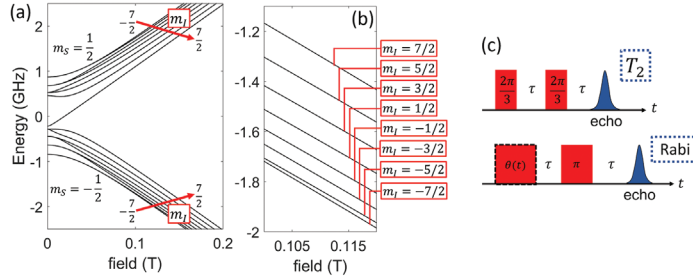 (a)
(b)
(c)
-7/2
m_I
7/2
m_S = 1/2
m_S = -1/2
-7/2
7/2
m_I
2
1
0
-1
-2
Energy (GHz)
0
0.1
0.2
field (T)
-1.2
-1.4
-1.6
-1.8
-2
0.105
0.115
field (T)
m_I = 7/2
m_I = 5/2
m_I = 3/2
m_I = 1/2
m_I = -1/2
m_I = -3/2
m_I = -5/2
m_I = -7/2
T_2
2π/3 τ 2π/3 τ
echo
t
Rabi
θ(t) τ π τ
echo
t